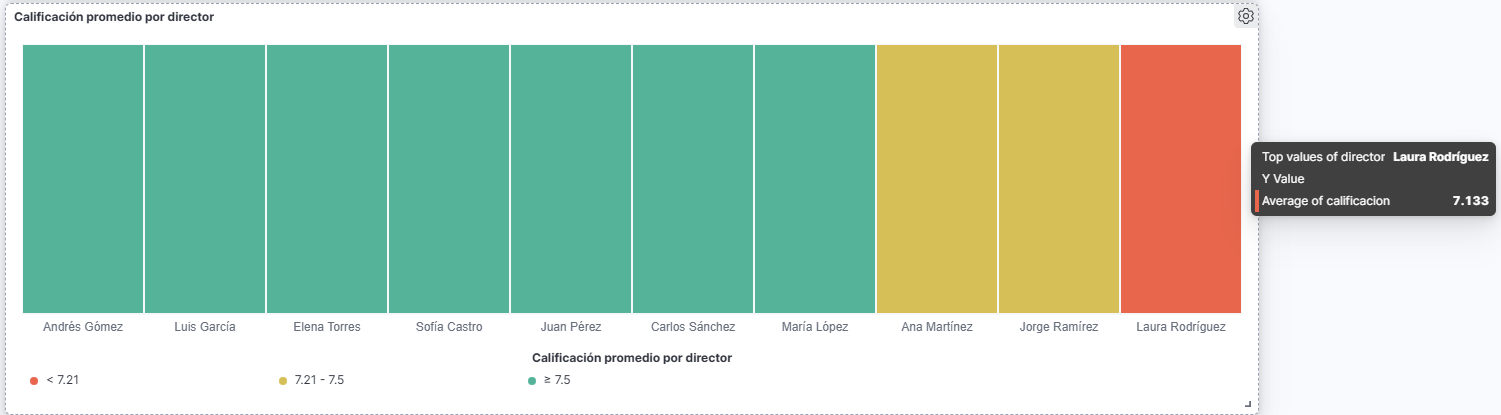 Calificación promedio por director
Top values of director Laura Rodríguez
Y Value
Average of calificacion 7.133
Andrés Gómez Luis García Elena Torres Sofía Castro Juan Pérez Carlos Sánchez María López Ana Martínez Jorge Ramírez Laura Rodríguez
Calificación promedio por director
< 7.21 7.21 - 7.5 ≥ 7.5